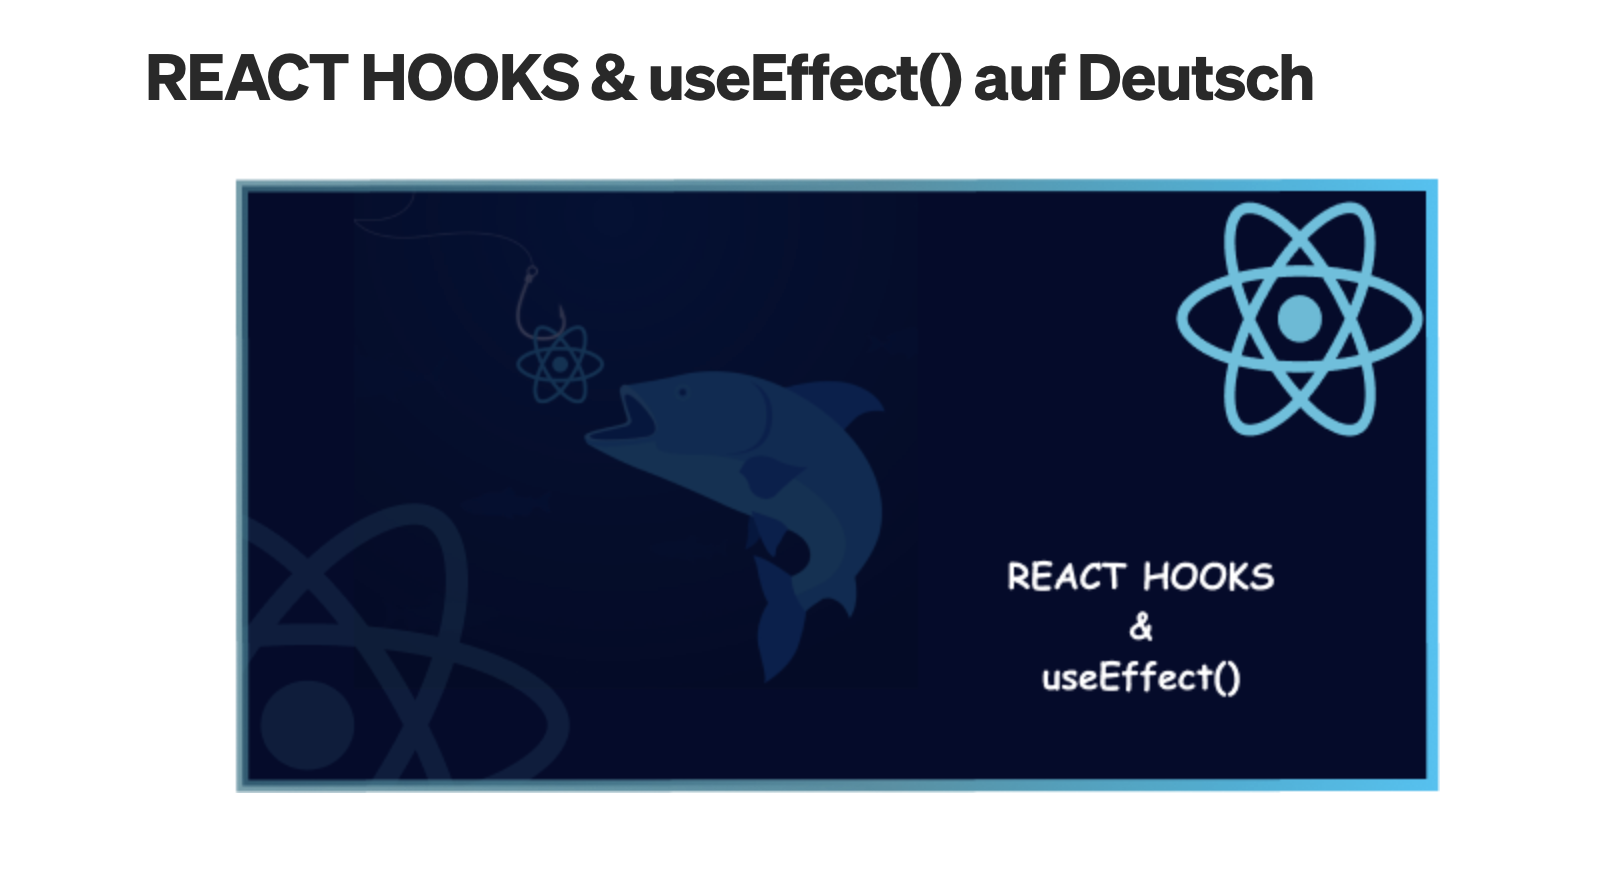 REACT HOOKS & useEffect() auf Deutsch
REACT HOOKS
&
useEffect()